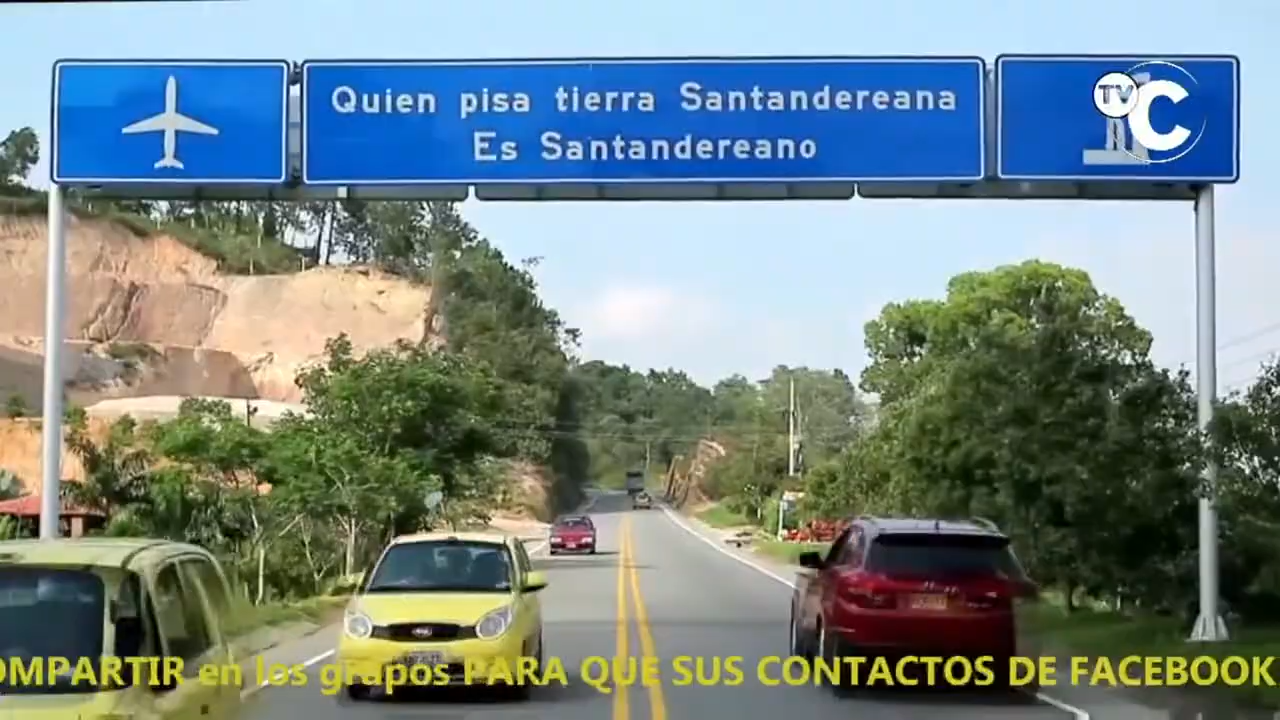 Quien pisa tierra Santandereana
Es Santandereano
TV C
OMPARTIR en los grupos PARA QUE SUS CONTACTOS DE FACEBOOK